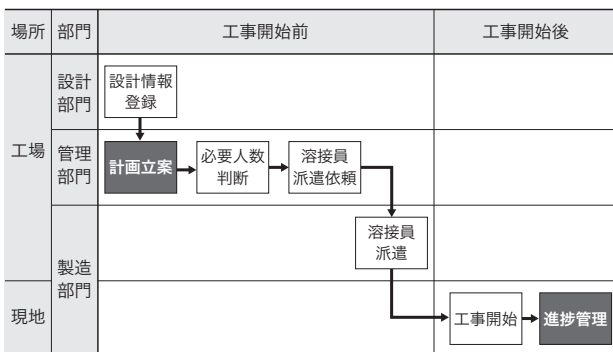 場所 部門 工事開始前 工事開始後
工場
設計
部門
設計情報
登録
管理
部門
計画立案
必要人数
判断
溶接員
派遣依頼
製造
部門
溶接員
派遣
現地
工事開始
進捗管理